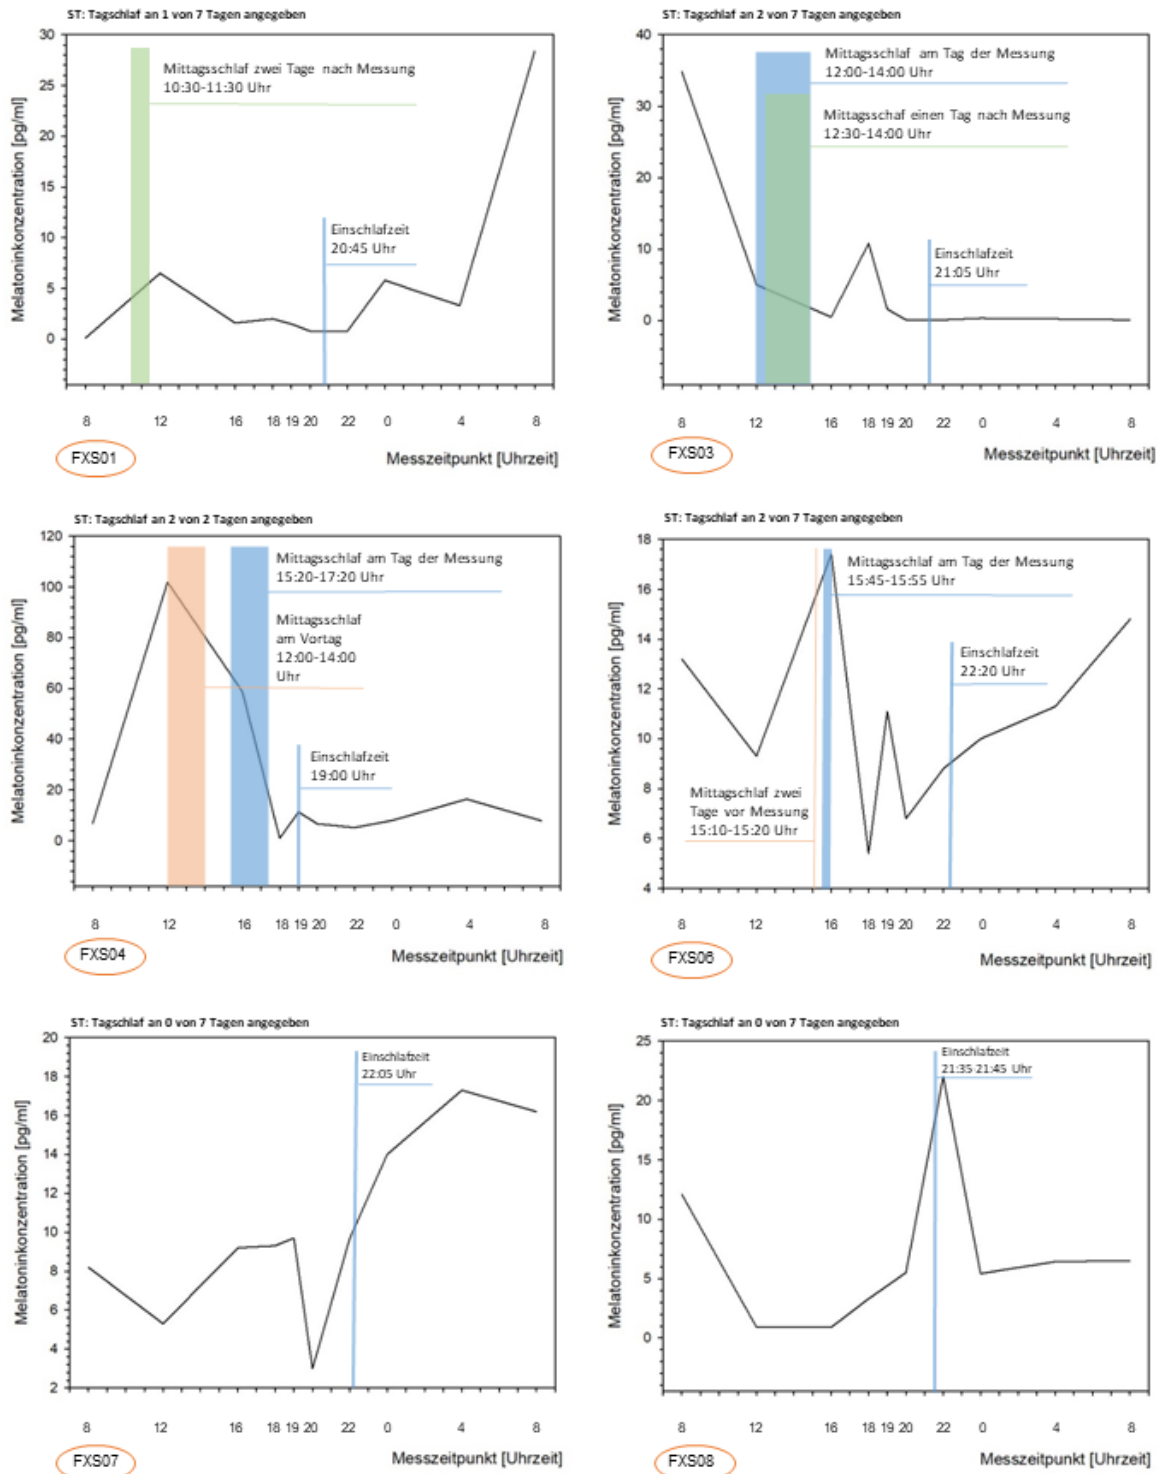 ST: Tagschlaf an 1 von 7 Tagen angegeben
Melatoninkonzentration [pg/ml]
30
25
20
15
10
5
0
Mittagsschlaf zwei Tage nach Messung
10:30-11:30 Uhr
Einschlafzeit
20:45 Uhr
8 12 16 18 19 20 22 0 4 8
FXS01
Messzeitpunkt [Uhrzeit]
ST: Tagschlaf an 2 von 7 Tagen angegeben
Melatoninkonzentration [pg/ml]
40
30
20
10
0
Mittagsschlaf am Tag der Messung
12:00-14:00 Uhr
Mittagsschaf einen Tag nach Messung
12:30-14:00 Uhr
Einschlafzeit
21:05 Uhr
8 12 16 18 19 20 22 0 4 8
FXS03
Messzeitpunkt [Uhrzeit]
ST: Tagschlaf an 2 von 2 Tagen angegeben
Melatoninkonzentration [pg/ml]
120
100
80
60
40
20
0
Mittagsschlaf am Tag der Messung
15:20-17:20 Uhr
Mittagsschlaf
am Vortag
12:00-14:00
Uhr
Einschlafzeit
19:00 Uhr
8 12 16 18 19 20 22 0 4 8
FXS04
Messzeitpunkt [Uhrzeit]
ST: Tagschlaf an 2 von 7 Tagen angegeben
Melatoninkonzentration [pg/ml]
18
16
14
12
10
8
6
4
Mittagsschlaf am Tag der Messung
15:45-15:55 Uhr
Einschlafzeit
22:20 Uhr
Mittagschlaf zwei
Tage vor Messung
15:10-15:20 Uhr
8 12 16 18 19 20 22 0 4 8
FXS06
Messzeitpunkt [Uhrzeit]
ST: Tagschlaf an 0 von 7 Tagen angegeben
Melatoninkonzentration [pg/ml]
20
18
16
14
12
10
8
6
4
2
Einschlafzeit
22:05 Uhr
8 12 16 18 19 20 22 0 4 8
FXS07
Messzeitpunkt [Uhrzeit]
ST: Tagschlaf an 0 von 7 Tagen angegeben
Melatoninkonzentration [pg/ml]
25
20
15
10
5
0
Einschlafzeit
21:35-21:45 Uhr
8 12 16 18 19 20 22 0 4 8
FXS08
Messzeitpunkt [Uhrzeit]